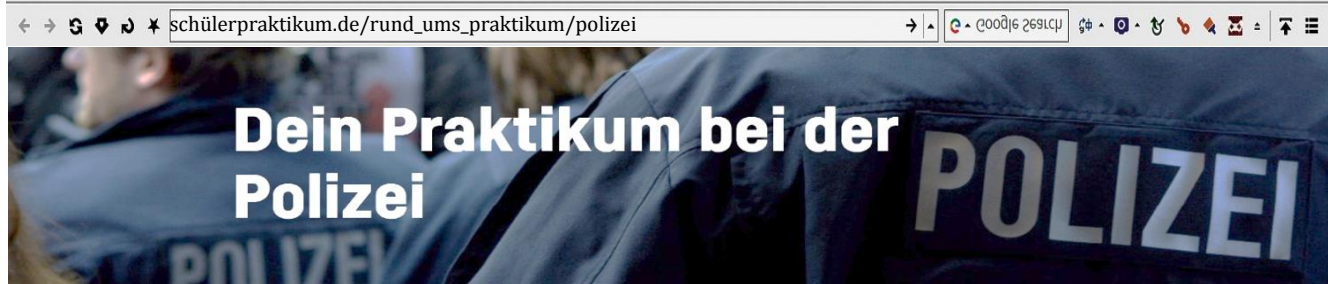 schülerpraktikum.de/rund_ums_praktikum/polizei
Google Search
Dein Praktikum bei der
Polizei
POLIZEI
POLIZEI